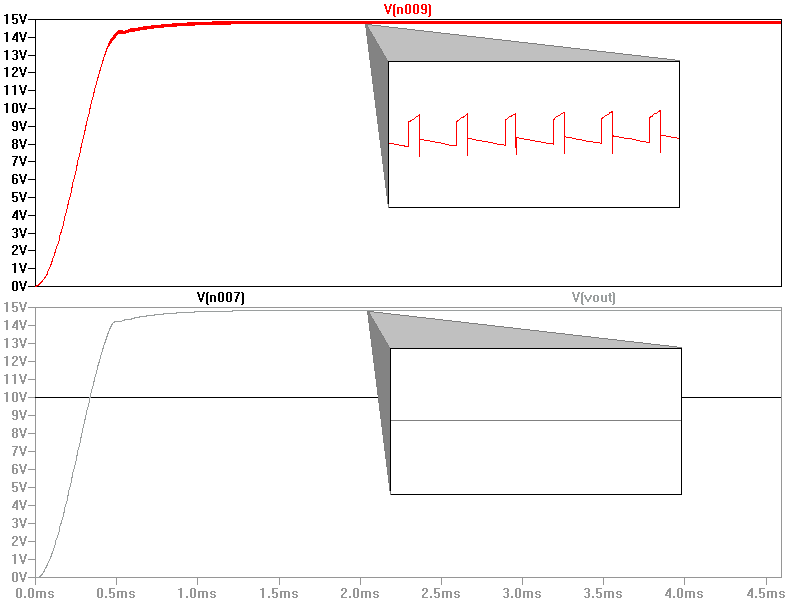 V(n009)
15V
14V
13V
12V
11V
10V
9V
8V
7V
6V
5V
4V
3V
2V
1V
0V
V(n007) V(vout)
15V
14V
13V
12V
11V
10V
9V
8V
7V
6V
5V
4V
3V
2V
1V
0V
0.0ms 0.5ms 1.0ms 1.5ms 2.0ms 2.5ms 3.0ms 3.5ms 4.0ms 4.5ms